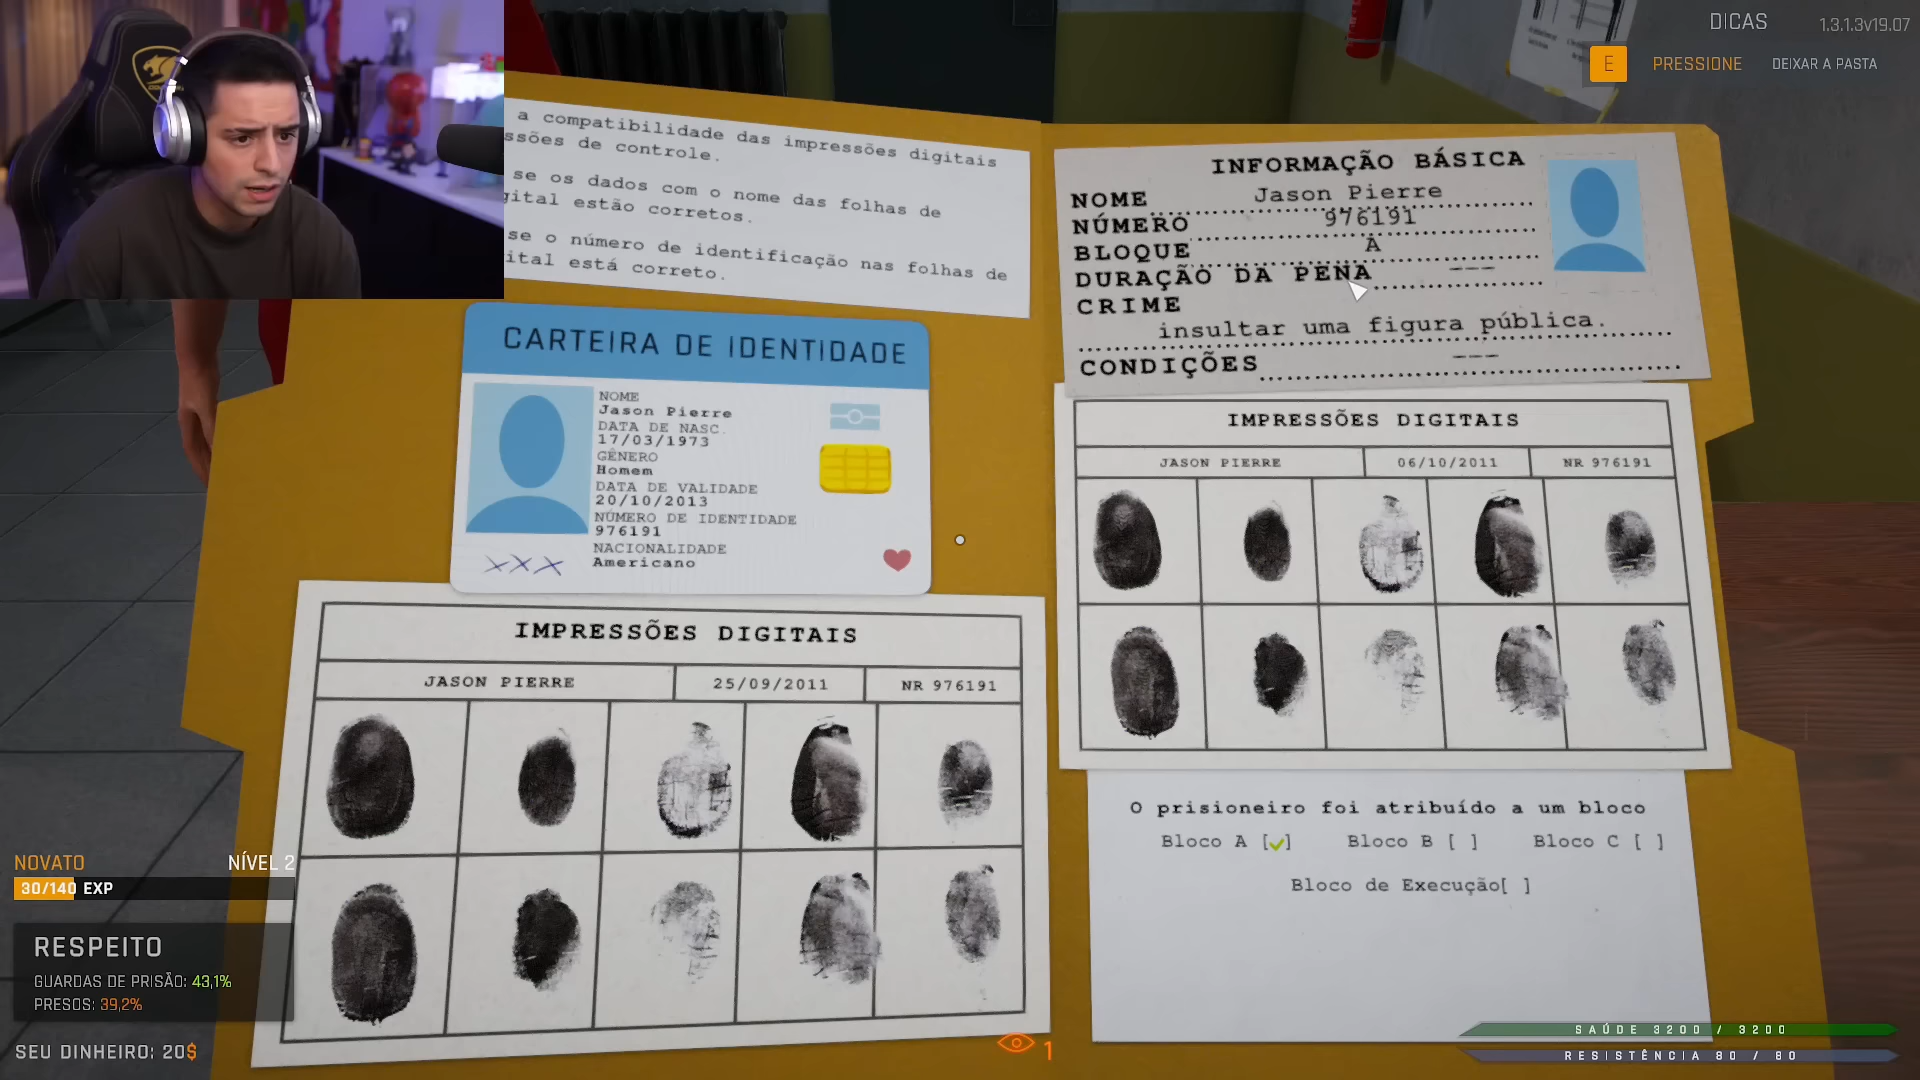 DICAS
1.3.1.3v19.07
E PRESSIONE DEIXAR A PASTA
a compatibilidade das impressões digitais
ssões de controle.
se os dados com o nome das folhas de
gital estão corretos.
se o número de identificação nas folhas de
ital está correto.
INFORMAÇÃO BÁSICA
NOME Jason Pierre
NÚMERO 976191
BLOQUE A
DURAÇÃO DA PENA ---
CRIME
insultar uma figura pública.
CONDIÇÕES ---
CARTEIRA DE IDENTIDADE
NOME
Jason Pierre
DATA DE NASC.
17/03/1973
GÊNERO
Homem
DATA DE VALIDADE
20/10/2013
NÚMERO DE IDENTIDADE
976191
NACIONALIDADE
Americano
XXX
IMPRESSÕES DIGITAIS
JASON PIERRE 06/10/2011 NR 976191
IMPRESSÕES DIGITAIS
JASON PIERRE 25/09/2011 NR 976191
O prisioneiro foi atribuído a um bloco
Bloco A [✓] Bloco B [ ] Bloco C [ ]
Bloco de Execução[ ]
NOVATO NÍVEL 2
30/140 EXP
RESPEITO
GUARDAS DE PRISÃO: 43,1%
PRESOS: 39,2%
SEU DINHEIRO: 20$
1
SAÚDE 3200 / 3200
RESISTÊNCIA 80 / 80